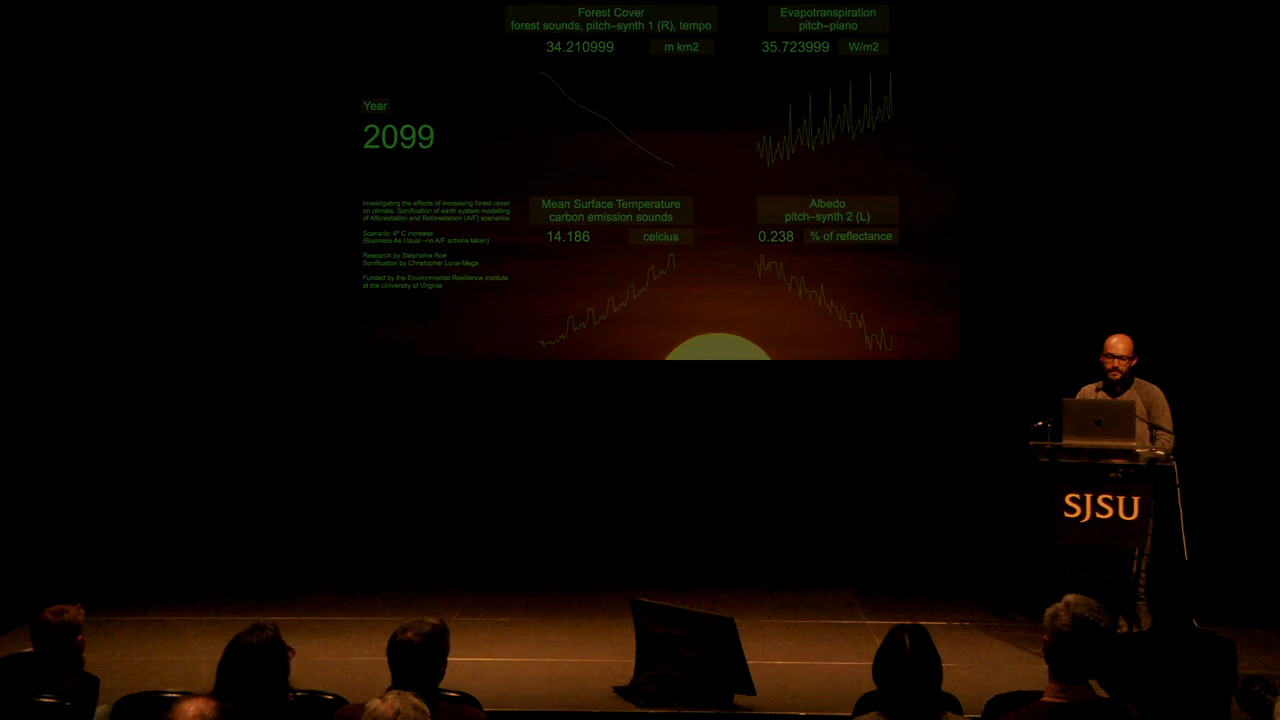 Forest Cover
forest sounds, pitch–synth 1 (R), tempo
34.210999 m km2
Evapotranspiration
pitch–piano
35.723999 W/m2
Year
2099
Investigating the effects of increasing forest cover
on climate: Sonification of earth system modelling
of Afforestation and Reforestation (A/F) scenarios
Scenario: 4° C increase
(Business As Usual –no A/F actions taken)
Research by Stephanie Roe
Sonification by Christopher Luna-Mega
Funded by the Environmental Resilience Institute
at the University of Virginia
Mean Surface Temperature
carbon emission sounds
14.186 celcius
Albedo
pitch–synth 2 (L)
0.238 % of reflectance
SJSU